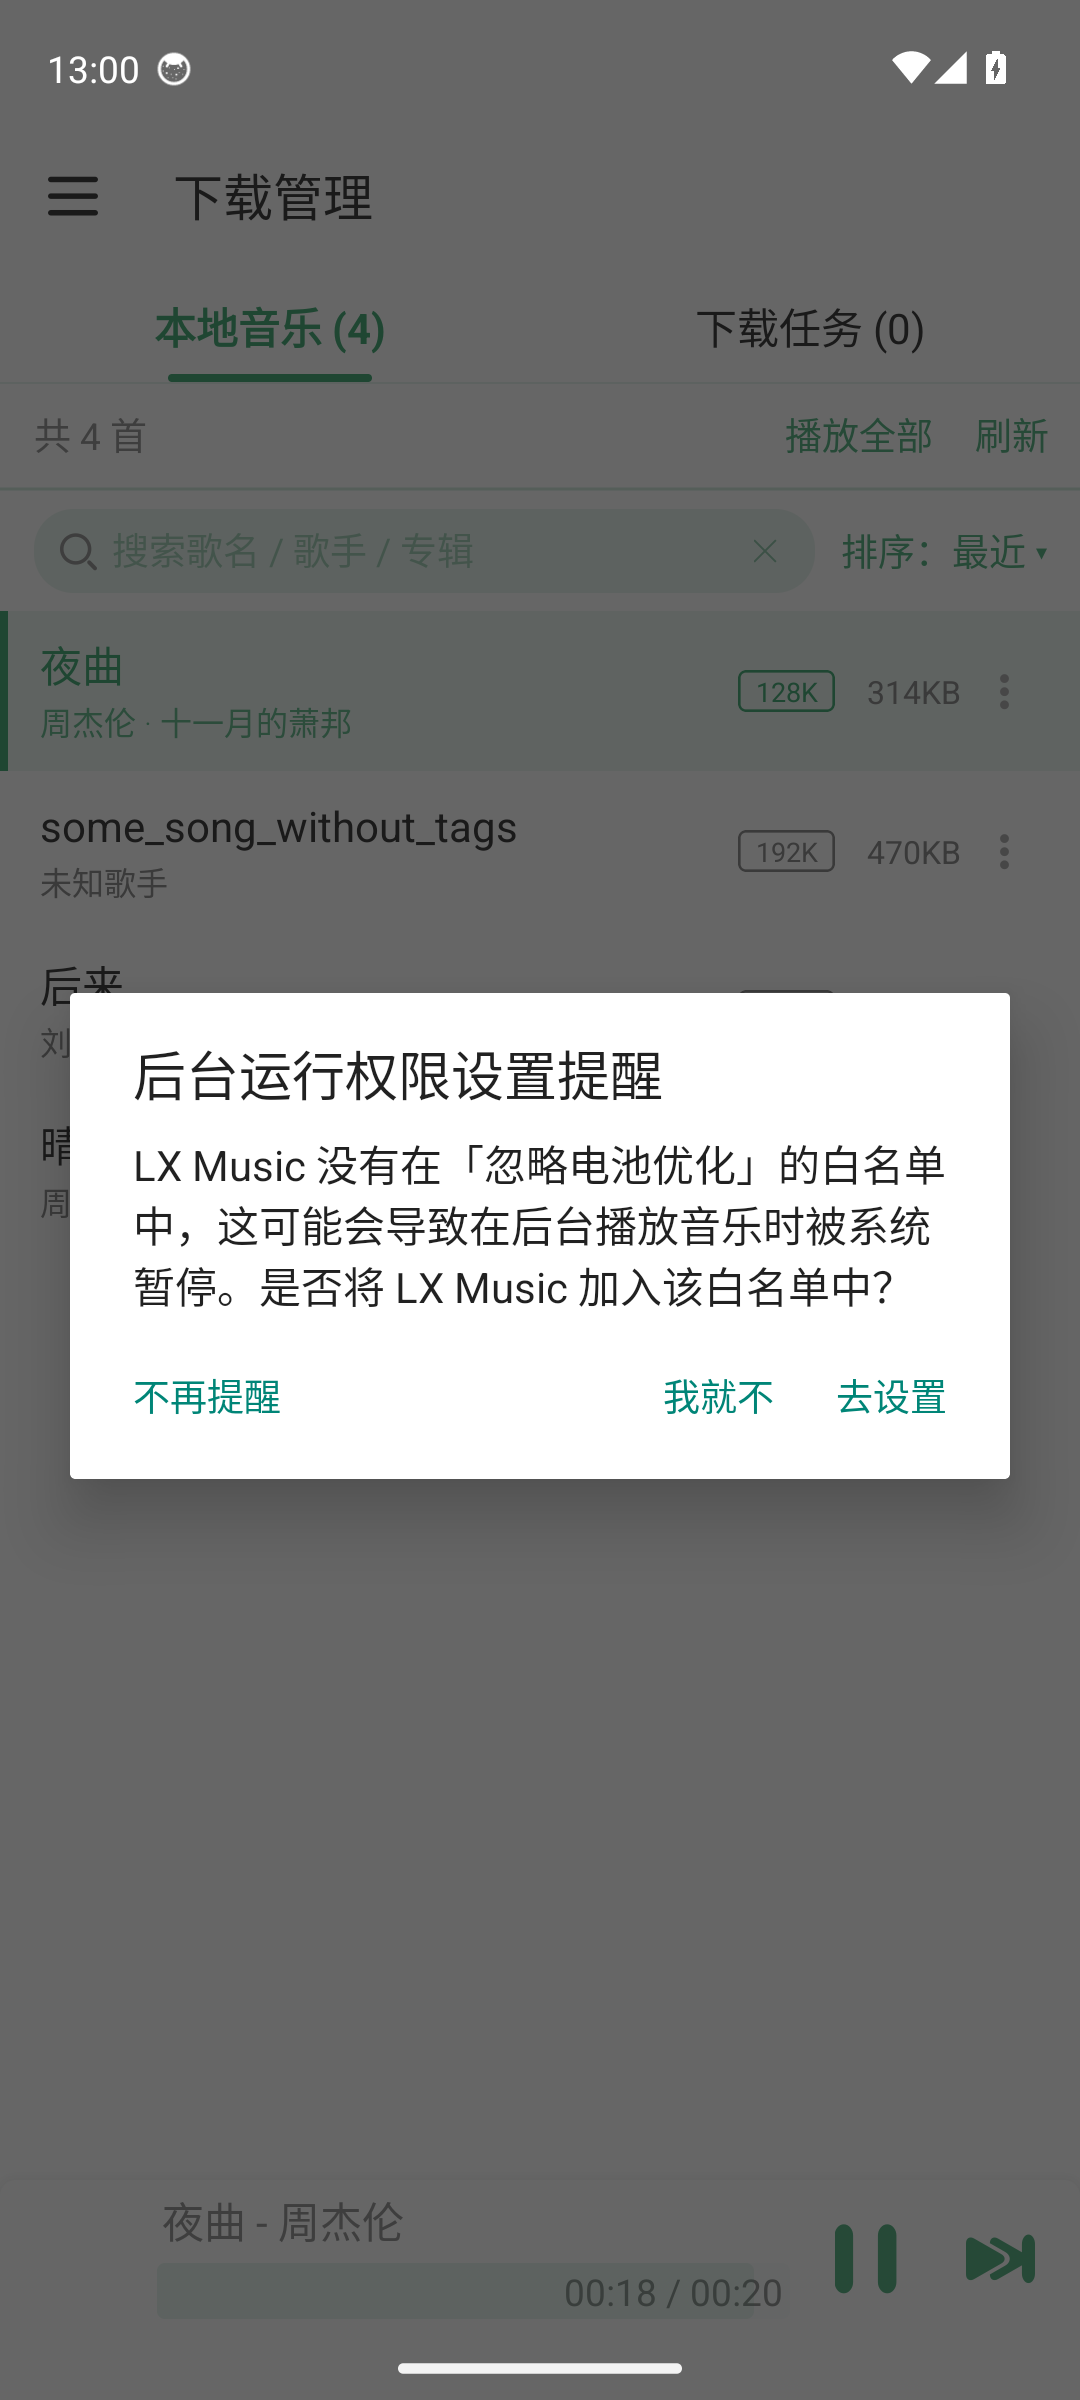 13:00
下载管理
本地音乐 (4)
下载任务 (0)
共 4 首
播放全部
刷新
搜索歌名 / 歌手 / 专辑
排序：最近 ▾
夜曲
128K
314KB
周杰伦 · 十一月的萧邦
some_song_without_tags
192K
470KB
未知歌手
后来
刘
晴
周
后台运行权限设置提醒
LX Music 没有在「忽略电池优化」的白名单
中，这可能会导致在后台播放音乐时被系统
暂停。是否将 LX Music 加入该白名单中？
不再提醒
我就不
去设置
夜曲 - 周杰伦
00:18 / 00:20